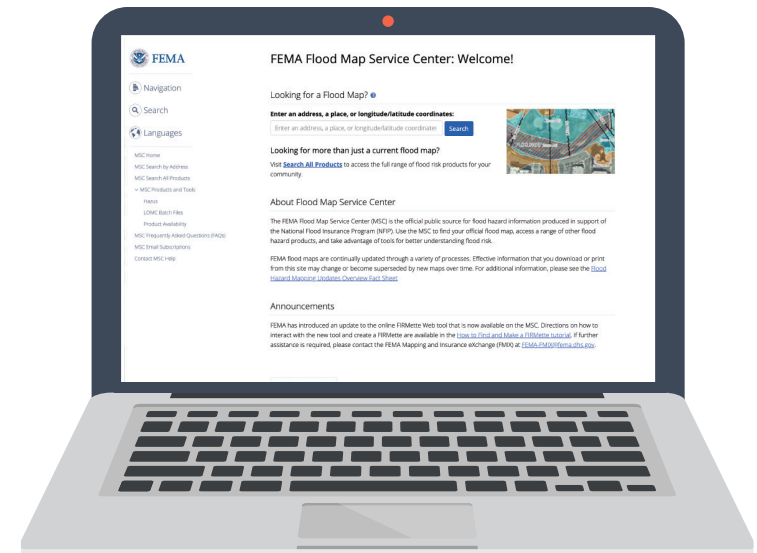 FEMA
Navigation
Search
Languages
MSC Home
MSC Search by Address
MSC Search All Products
MSC Products and Tools
Hazus
LOMC Batch Files
Product Availability
MSC Frequently Asked Questions (FAQs)
MSC Email Subscriptions
Contact MSC Help
FEMA Flood Map Service Center: Welcome!
Looking for a Flood Map?
Enter an address, a place, or longitude/latitude coordinates:
Enter an address, a place, or longitude/latitude coordinates
Search
Looking for more than just a current flood map?
Visit Search All Products to access the full range of flood risk products for your
community.
About Flood Map Service Center
The FEMA Flood Map Service Center (MSC) is the official public source for flood hazard information produced in support of
the National Flood Insurance Program (NFIP). Use the MSC to find your official flood map, access a range of other flood
hazard products, and take advantage of tools for better understanding flood risk.
FEMA flood maps are continually updated through a variety of processes. Effective information that you download or print
from this site may change or become superseded by new maps over time. For additional information, please see the Flood
Hazard Mapping Updates Overview Fact Sheet
Announcements
FEMA has introduced an update to the online FIRMette Web tool that is now available on the MSC. Directions on how to
interact with the new tool and create a FIRMette are available in the How to Find and Make a FIRMette tutorial. If further
assistance is required, please contact the FEMA Mapping and Insurance eXchange (FMIX) at FEMA-FMIX@fema.dhs.gov.